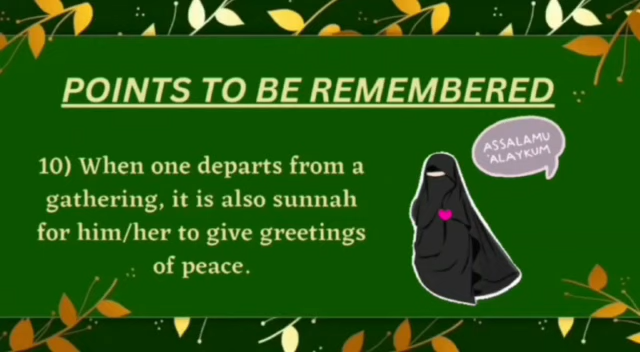 POINTS TO BE REMEMBERED
10) When one departs from a
gathering, it is also sunnah
for him/her to give greetings
of peace.
ASSALAMU
'ALAYKUM